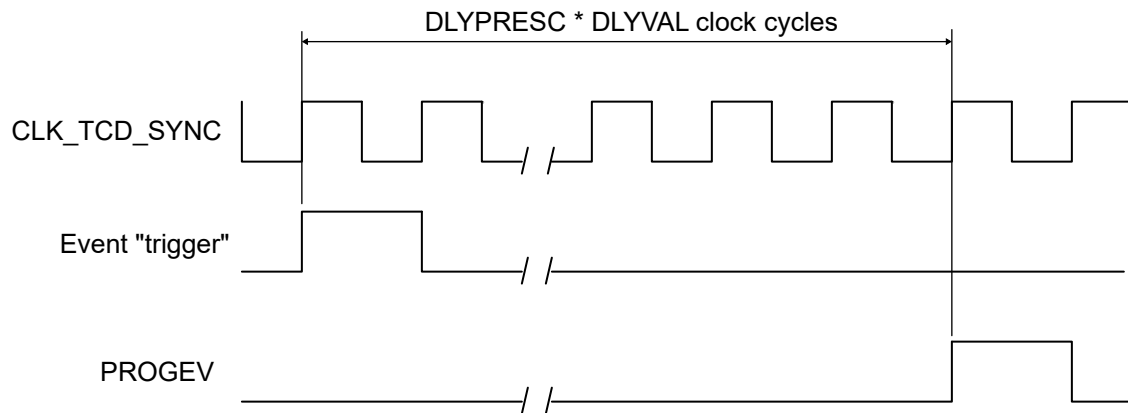 DLYPRESC * DLYVAL clock cycles
CLK_TCD_SYNC
Event "trigger"
PROGEV